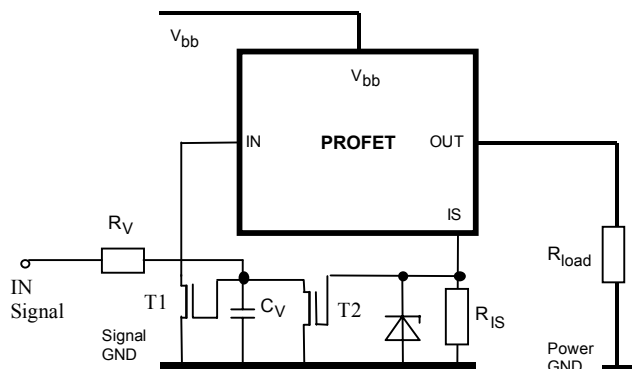 Vbb
Vbb
IN
PROFET
OUT
IS
RV
IN
Signal
T1
CV
T2
RIS
Rload
Signal
GND
Power
GND